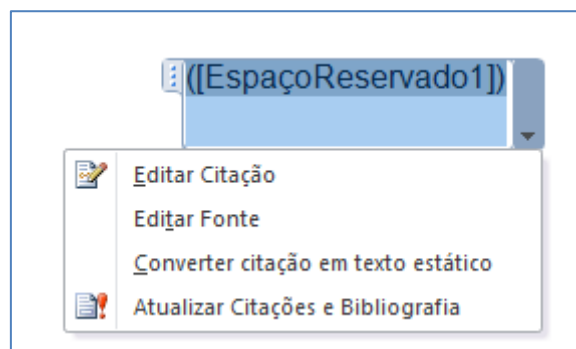 ([EspaçoReservado1])
Editar Citação
Editar Fonte
Converter citação em texto estático
Atualizar Citações e Bibliografia